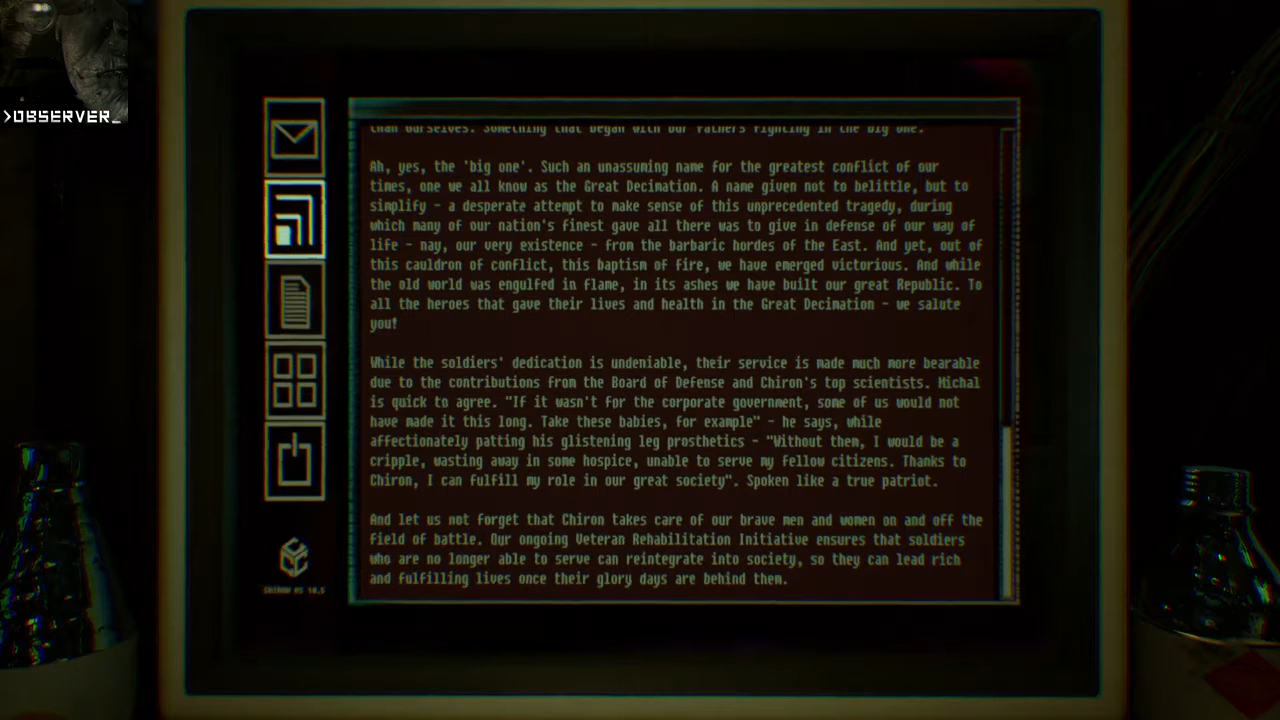 >OBSERVER_
than ourselves. Something that began with our fathers fighting in the big one.
Ah, yes, the 'big one'. Such an unassuming name for the greatest conflict of our
times, one we all know as the Great Decimation. A name given not to belittle, but to
simplify - a desperate attempt to make sense of this unprecedented tragedy, during
which many of our nation's finest gave all there was to give in defense of our way of
life - nay, our very existence - from the barbaric hordes of the East. And yet, out of
this cauldron of conflict, this baptism of fire, we have emerged victorious. And while
the old world was engulfed in flame, in its ashes we have built our great Republic. To
all the heroes that gave their lives and health in the Great Decimation - we salute
you!
While the soldiers' dedication is undeniable, their service is made much more bearable
due to the contributions from the Board of Defense and Chiron's top scientists. Michal
is quick to agree. "If it wasn't for the corporate government, some of us would not
have made it this long. Take these babies, for example" - he says, while
affectionately patting his glistening leg prosthetics - "Without them, I would be a
cripple, wasting away in some hospice, unable to serve my fellow citizens. Thanks to
Chiron, I can fulfill my role in our great society". Spoken like a true patriot.
And let us not forget that Chiron takes care of our brave men and women on and off the
field of battle. Our ongoing Veteran Rehabilitation Initiative ensures that soldiers
who are no longer able to serve can reintegrate into society, so they can lead rich
and fulfilling lives once their glory days are behind them.